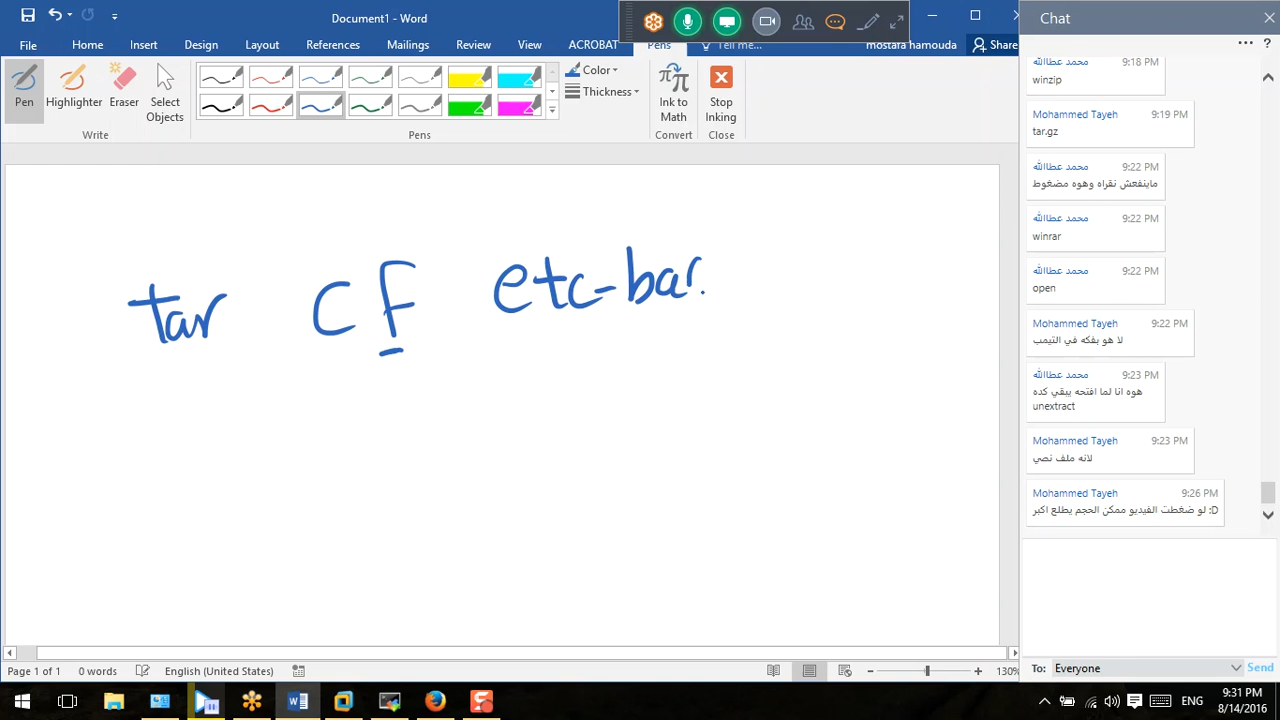 Document1 - Word
File
Home
Insert
Design
Layout
References
Mailings
Review
View
ACROBAT
Pens
Tell me...
mostafa hamouda
Share
Pen
Highlighter
Eraser
Select Objects
Write
Pens
Color
Thickness
Ink to Math
Convert
Stop Inking
Close
tar cf etc-bar.
Page 1 of 1
0 words
English (United States)
130%
Chat
محمد عطاالله 9:18 PM
winzip
Mohammed Tayeh 9:19 PM
tar.gz
محمد عطاالله 9:22 PM
ماينفعش نقراه وهوه مضغوط
محمد عطاالله 9:22 PM
winrar
محمد عطاالله 9:22 PM
open
Mohammed Tayeh 9:22 PM
لا هو بفكه في التيمب
محمد عطاالله 9:23 PM
هوه انا لما افتحه يبقي كده
unextract
Mohammed Tayeh 9:23 PM
لانه ملف نصي
Mohammed Tayeh 9:26 PM
لو ضغطت الفيديو ممكن الحجم يطلع اكبر :D
To: Everyone
Send
ENG
9:31 PM
8/14/2016